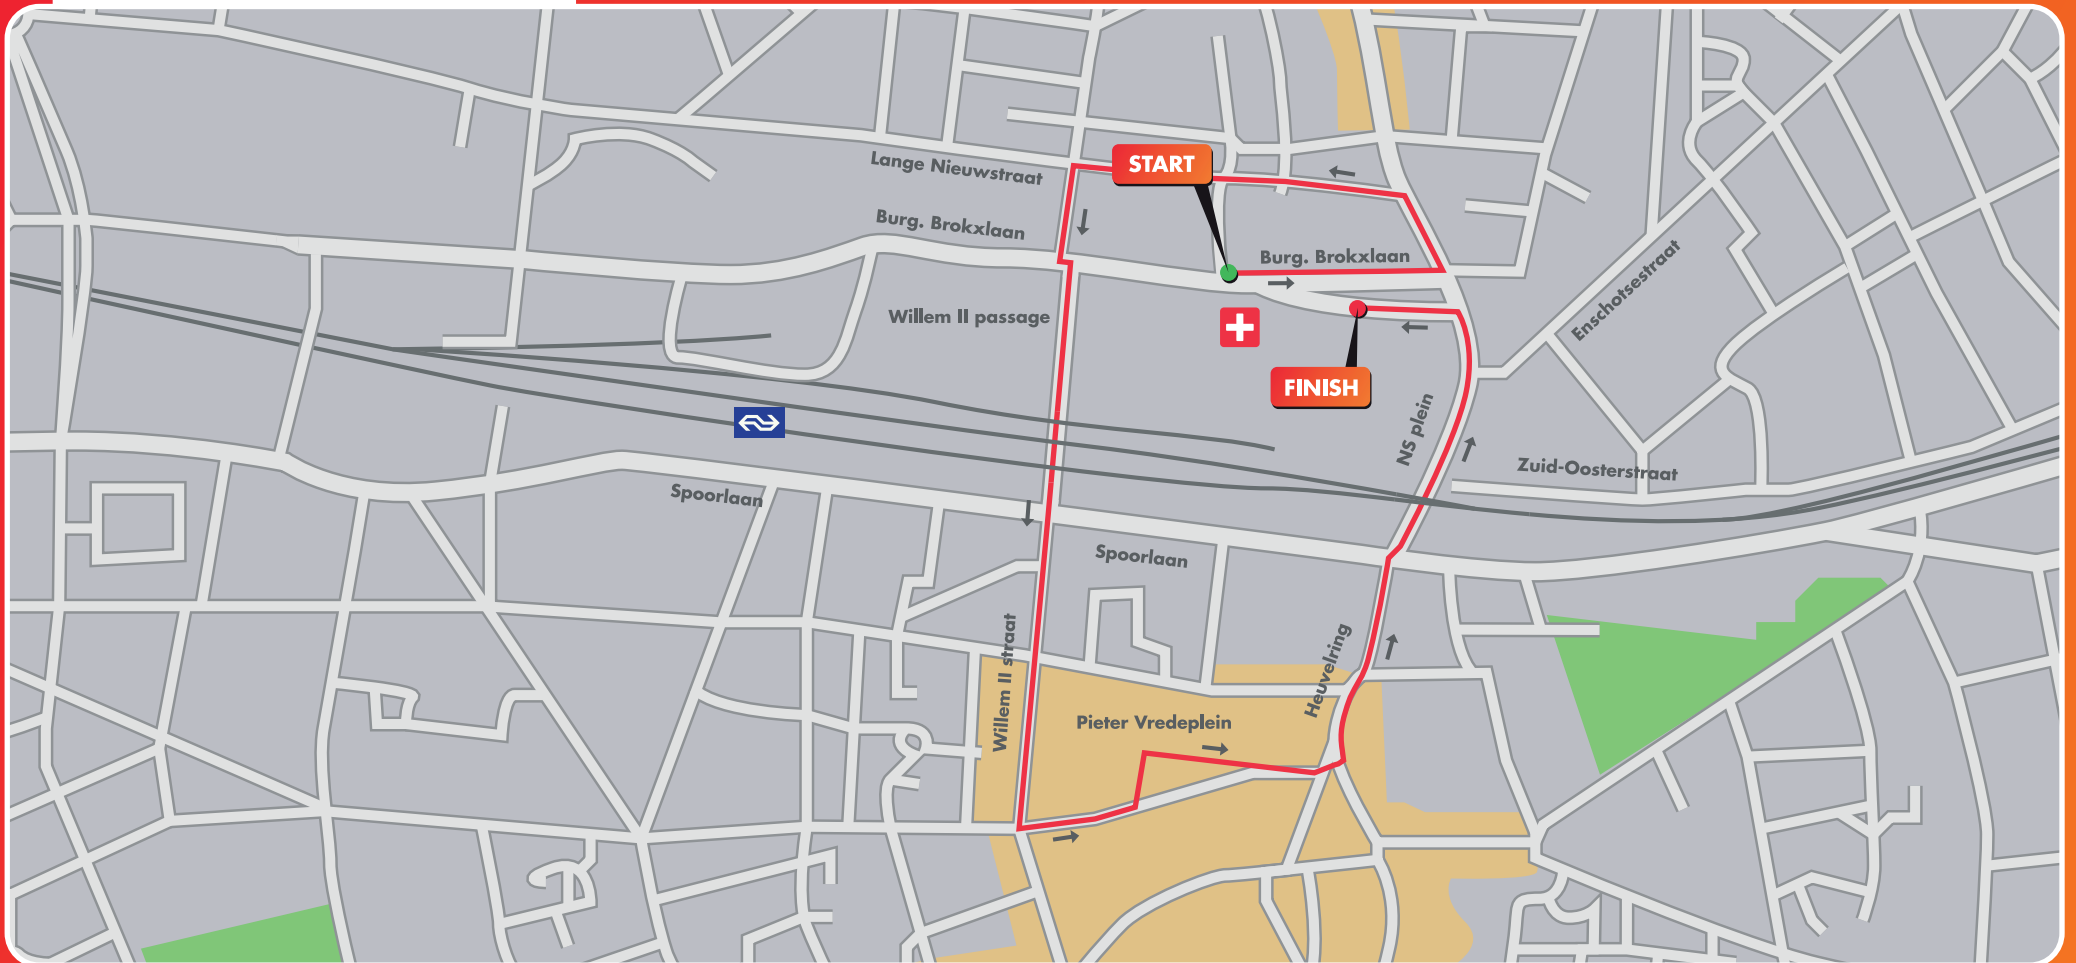 START
Lange Nieuwstraat
Burg. Brokxlaan
Burg. Brokxlaan
Enschotsestraat
Willem II passage
FINISH
NS plein
Zuid-Oosterstraat
Spoorlaan
Spoorlaan
Willem II straat
Heuvelring
Pieter Vredeplein